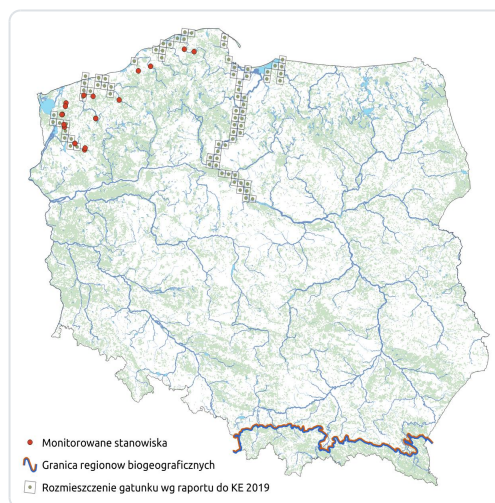 Monitorowane stanowiska
Granica regionow biogeograficznych
Rozmieszczenie gatunku wg raportu do KE 2019